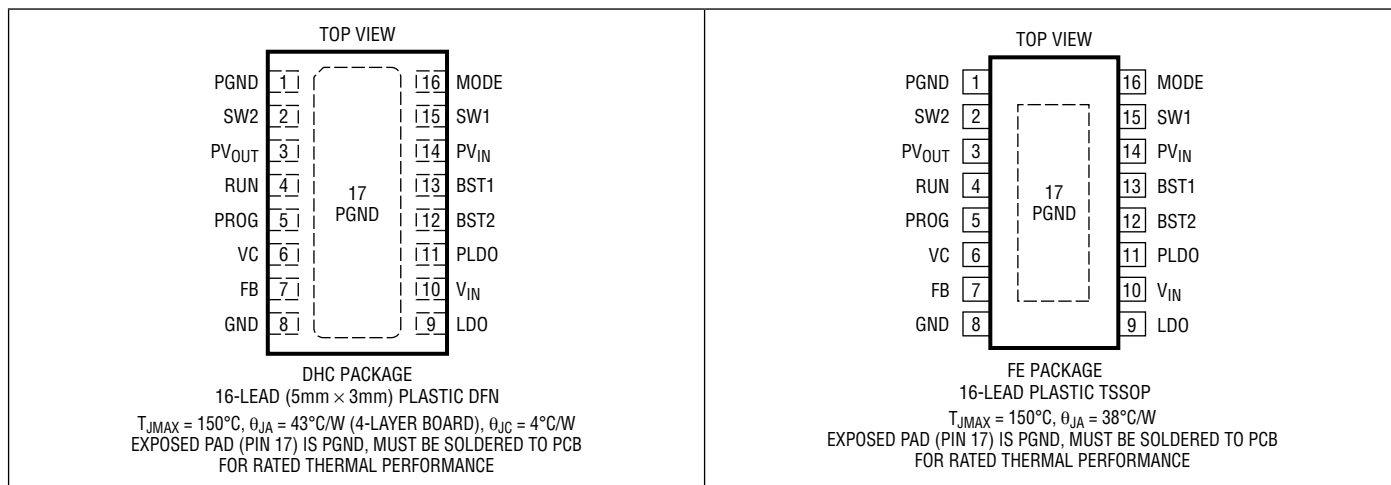 TOP VIEW
PGND 1 16 MODE
SW2 2 15 SW1
PVOUT 3 14 PVIN
RUN 4 13 BST1
17
PGND
PROG 5 12 BST2
VC 6 11 PLDO
FB 7 10 VIN
GND 8 9 LDO
DHC PACKAGE
16-LEAD (5mm × 3mm) PLASTIC DFN
TJMAX = 150°C, θJA = 43°C/W (4-LAYER BOARD), θJC = 4°C/W
EXPOSED PAD (PIN 17) IS PGND, MUST BE SOLDERED TO PCB
FOR RATED THERMAL PERFORMANCE
TOP VIEW
PGND 1 16 MODE
SW2 2 15 SW1
PVOUT 3 14 PVIN
RUN 4 13 BST1
17
PGND
PROG 5 12 BST2
VC 6 11 PLDO
FB 7 10 VIN
GND 8 9 LDO
FE PACKAGE
16-LEAD PLASTIC TSSOP
TJMAX = 150°C, θJA = 38°C/W
EXPOSED PAD (PIN 17) IS PGND, MUST BE SOLDERED TO PCB
FOR RATED THERMAL PERFORMANCE